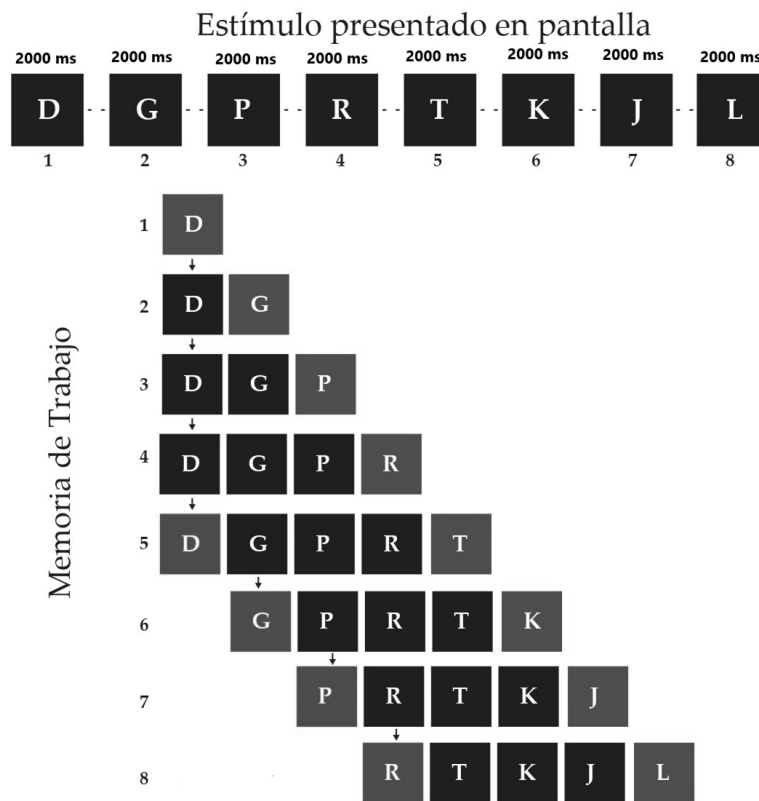 Estímulo presentado en pantalla
2000 ms 2000 ms 2000 ms 2000 ms 2000 ms 2000 ms 2000 ms 2000 ms
D G P R T K J L
1 2 3 4 5 6 7 8
Memoria de Trabajo
1 D
2 D G
3 D G P
4 D G P R
5 D G P R T
6 G P R T K
7 P R T K J
8 R T K J L